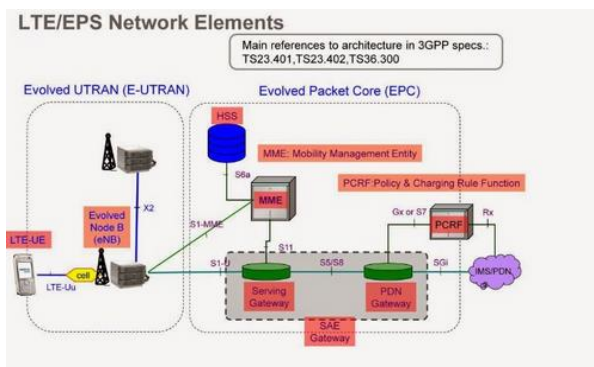 LTE/EPS Network Elements
Main references to architecture in 3GPP specs.:
TS23.401,TS23.402,TS36.300
Evolved UTRAN (E-UTRAN)
Evolved Packet Core (EPC)
HSS
MME: Mobility Management Entity
S6a
PCRF:Policy & Charging Rule Function
MME
X2
Gx or S7
Rx
Evolved
Node B
(eNB)
S1-MME
PCRF
LTE-UE
S11
cell
S1-U
S5/S8
SGi
IMS/PDN
LTE-Uu
Serving
Gateway
PDN
Gateway
SAE
Gateway